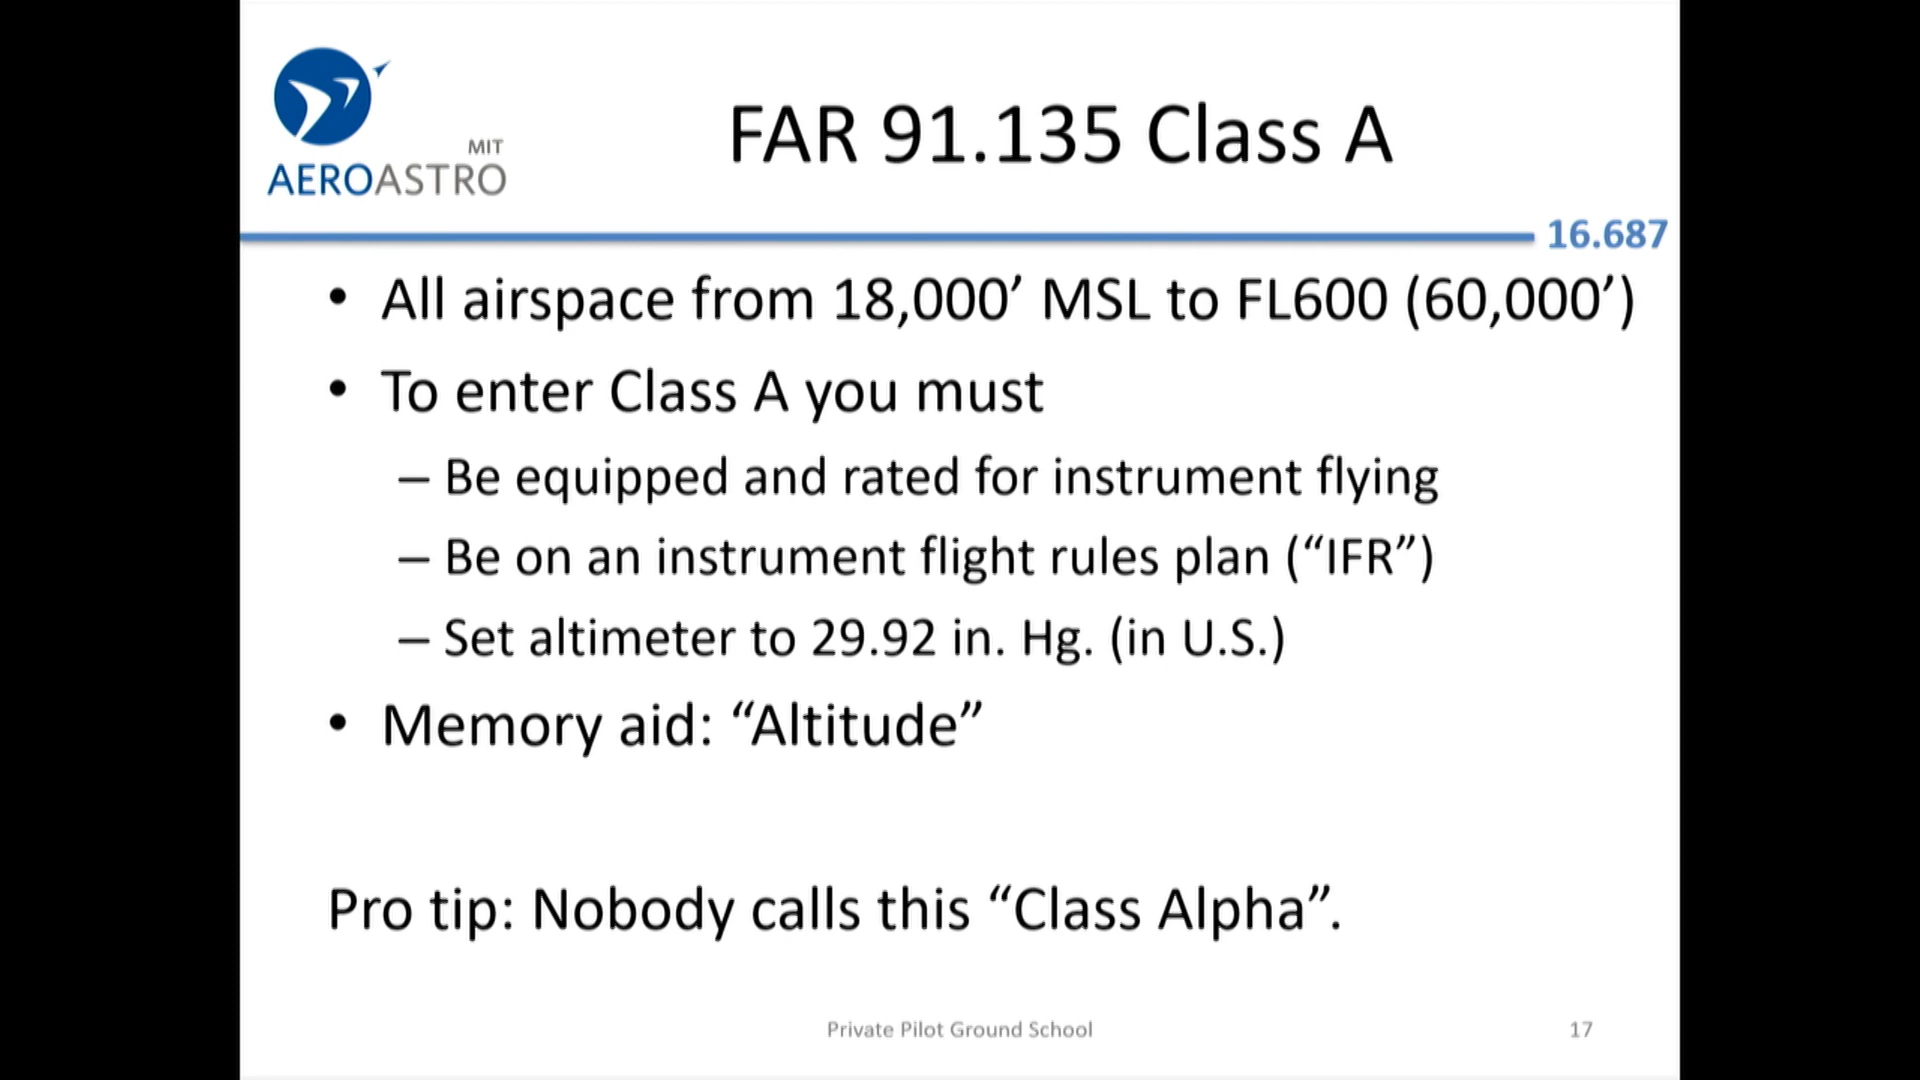 MIT
AEROASTRO
FAR 91.135 Class A
16.687
• All airspace from 18,000’ MSL to FL600 (60,000’)
• To enter Class A you must
– Be equipped and rated for instrument flying
– Be on an instrument flight rules plan (“IFR”)
– Set altimeter to 29.92 in. Hg. (in U.S.)
• Memory aid: “Altitude”
Pro tip: Nobody calls this “Class Alpha”.
Private Pilot Ground School
17